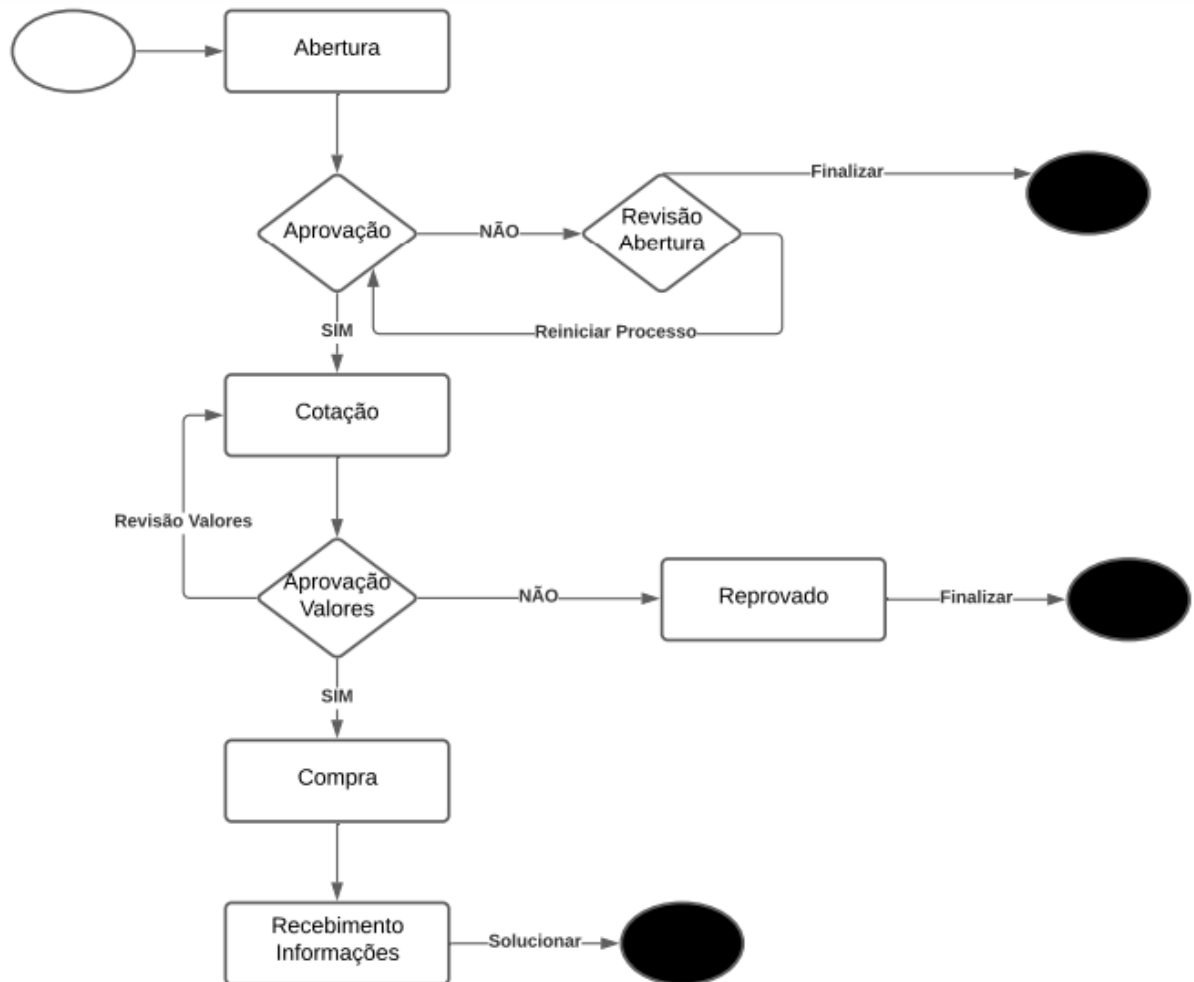 Abertura
Finalizar
Aprovação
NÃO
Revisão
Abertura
SIM
Reiniciar Processo
Cotação
Revisão Valores
Aprovação
Valores
NÃO
Reprovado
Finalizar
SIM
Compra
Recebimento
Informações
Solucionar